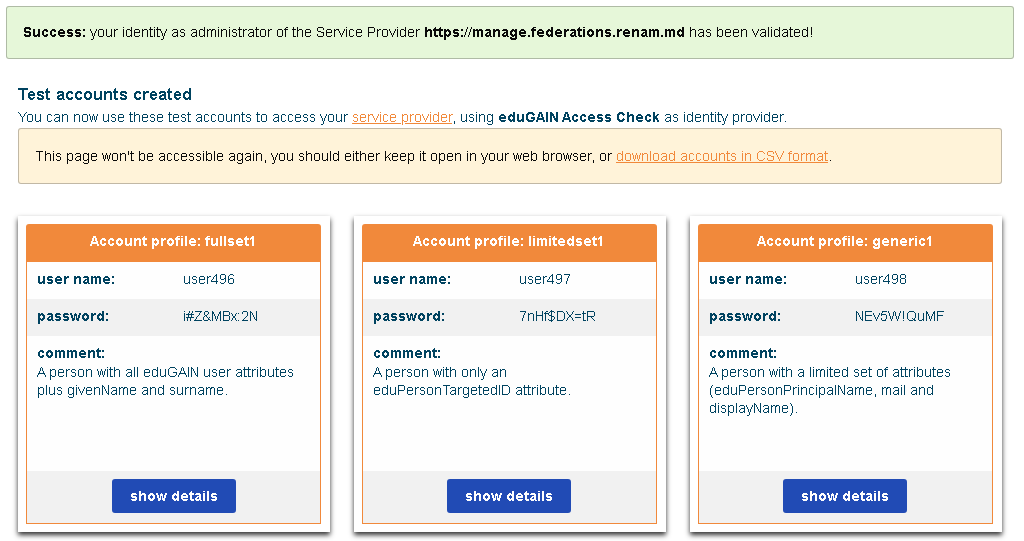 Success: your identity as administrator of the Service Provider https://manage.federations.renam.md has been validated!
Test accounts created
You can now use these test accounts to access your service provider, using eduGAIN Access Check as identity provider.
This page won't be accessible again, you should either keep it open in your web browser, or download accounts in CSV format.
Account profile: fullset1
user name: user496
password: i#Z&MBx:2N
comment:
A person with all eduGAIN user attributes
plus givenName and surname.
show details
Account profile: limitedset1
user name: user497
password: 7nHf$DX=tR
comment:
A person with only an
eduPersonTargetedID attribute.
show details
Account profile: generic1
user name: user498
password: NEv5W!QuMF
comment:
A person with a limited set of attributes
(eduPersonPrincipalName, mail and
displayName).
show details